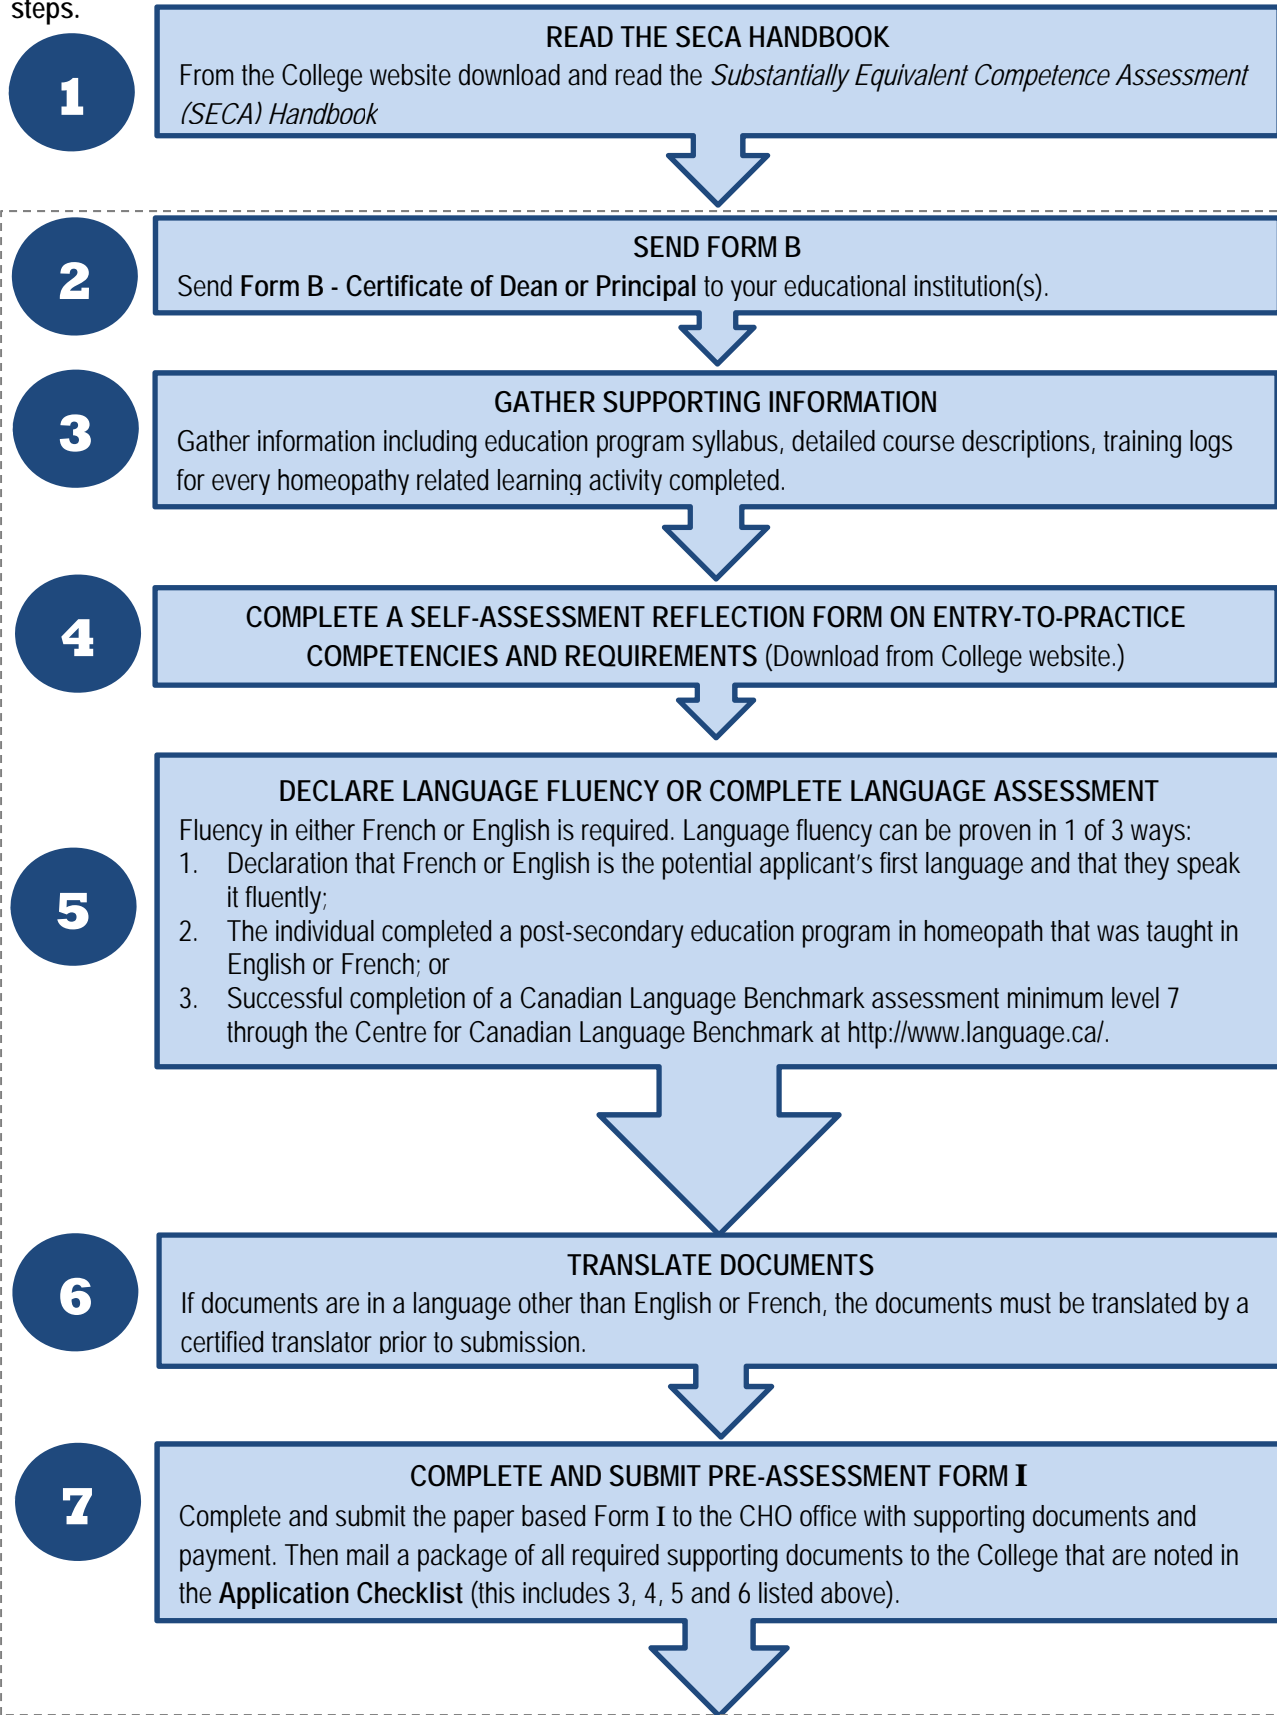 steps.
1
READ THE SECA HANDBOOK
From the College website download and read the Substantially Equivalent Competence Assessment
(SECA) Handbook
2
SEND FORM B
Send Form B - Certificate of Dean or Principal to your educational institution(s).
3
GATHER SUPPORTING INFORMATION
Gather information including education program syllabus, detailed course descriptions, training logs
for every homeopathy related learning activity completed.
4
COMPLETE A SELF-ASSESSMENT REFLECTION FORM ON ENTRY-TO-PRACTICE
COMPETENCIES AND REQUIREMENTS (Download from College website.)
5
DECLARE LANGUAGE FLUENCY OR COMPLETE LANGUAGE ASSESSMENT
Fluency in either French or English is required. Language fluency can be proven in 1 of 3 ways:
1. Declaration that French or English is the potential applicant's first language and that they speak
it fluently;
2. The individual completed a post-secondary education program in homeopath that was taught in
English or French; or
3. Successful completion of a Canadian Language Benchmark assessment minimum level 7
through the Centre for Canadian Language Benchmark at http://www.language.ca/.
6
TRANSLATE DOCUMENTS
If documents are in a language other than English or French, the documents must be translated by a
certified translator prior to submission.
7
COMPLETE AND SUBMIT PRE-ASSESSMENT FORM I
Complete and submit the paper based Form I to the CHO office with supporting documents and
payment. Then mail a package of all required supporting documents to the College that are noted in
the Application Checklist (this includes 3, 4, 5 and 6 listed above).